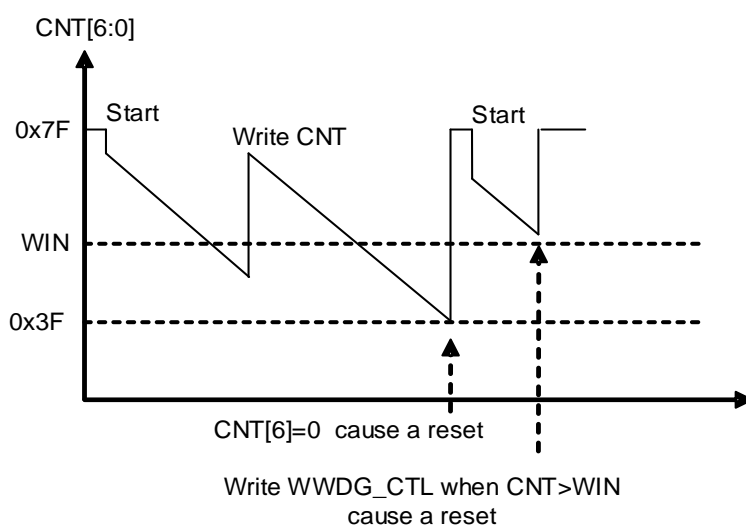 CNT[6:0]
Start
Start
0x7F
Write CNT
WIN
0x3F
CNT[6]=0 cause a reset
Write WWDG_CTL when CNT>WIN
cause a reset